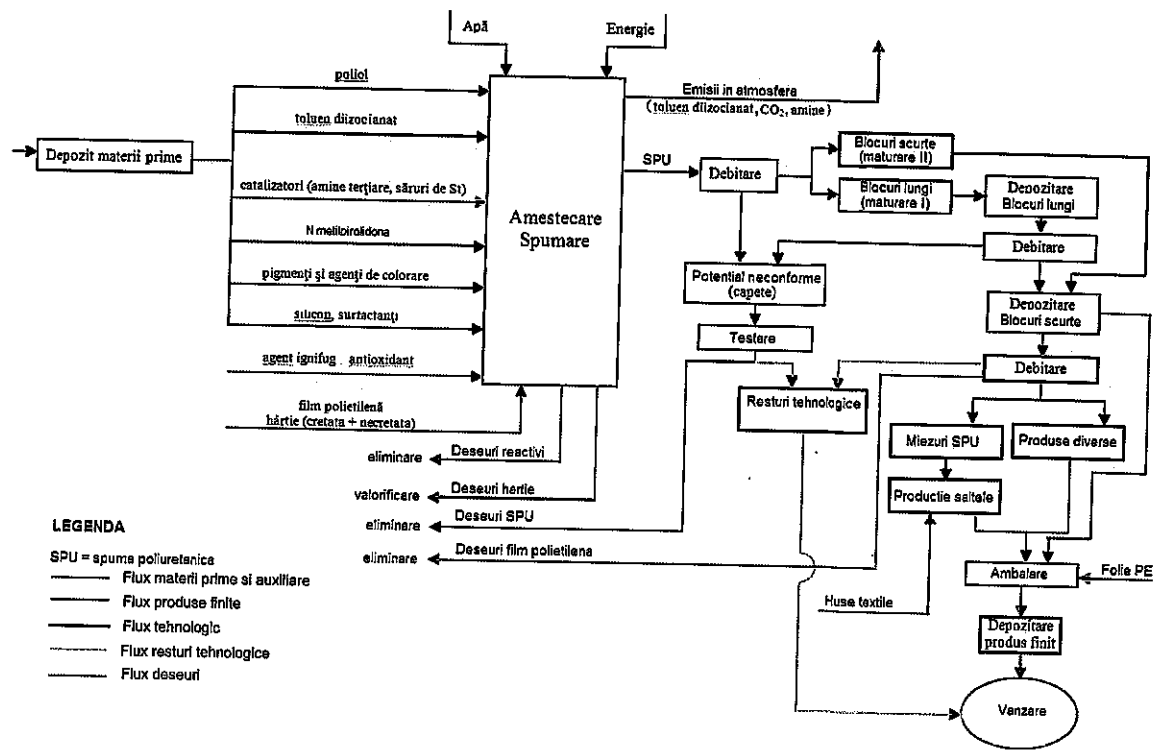 Apă
Energie
poliol
toluen diizocianat
Depozit materii prime
catalizatori (amine terțiare, săruri de St)
N metilpirolidona
pigmenți și agenți de colorare
silicon, surfactanți
agent ignifug antioxidant
film polietilenă
hârtie (cretata + necretata)
Amestecare
Spumare
Emisii in atmosfera
(toluen diizocianat, CO2, amine)
SPU
Debitare
Blocuri scurte
(maturare II)
Blocuri lungi
(maturare I)
Depozitare
Blocuri lungi
Debitare
Potential neconforme
(capete)
Depozitare
Blocuri scurte
Testare
Debitare
Resturi tehnologice
Miezuri SPU
Produse diverse
Productie saltele
eliminare
Deseuri reactivi
valorificare
Deseuri hartie
eliminare
Deseuri SPU
eliminare
Deseuri film polietilena
Ambalare
Folie PE
Huse textile
Depozitare
produs finit
Vanzare
LEGENDA
SPU = spuma poliuretanica
Flux materii prime si auxiliare
Flux produse finite
Flux tehnologic
Flux resturi tehnologice
Flux deseuri